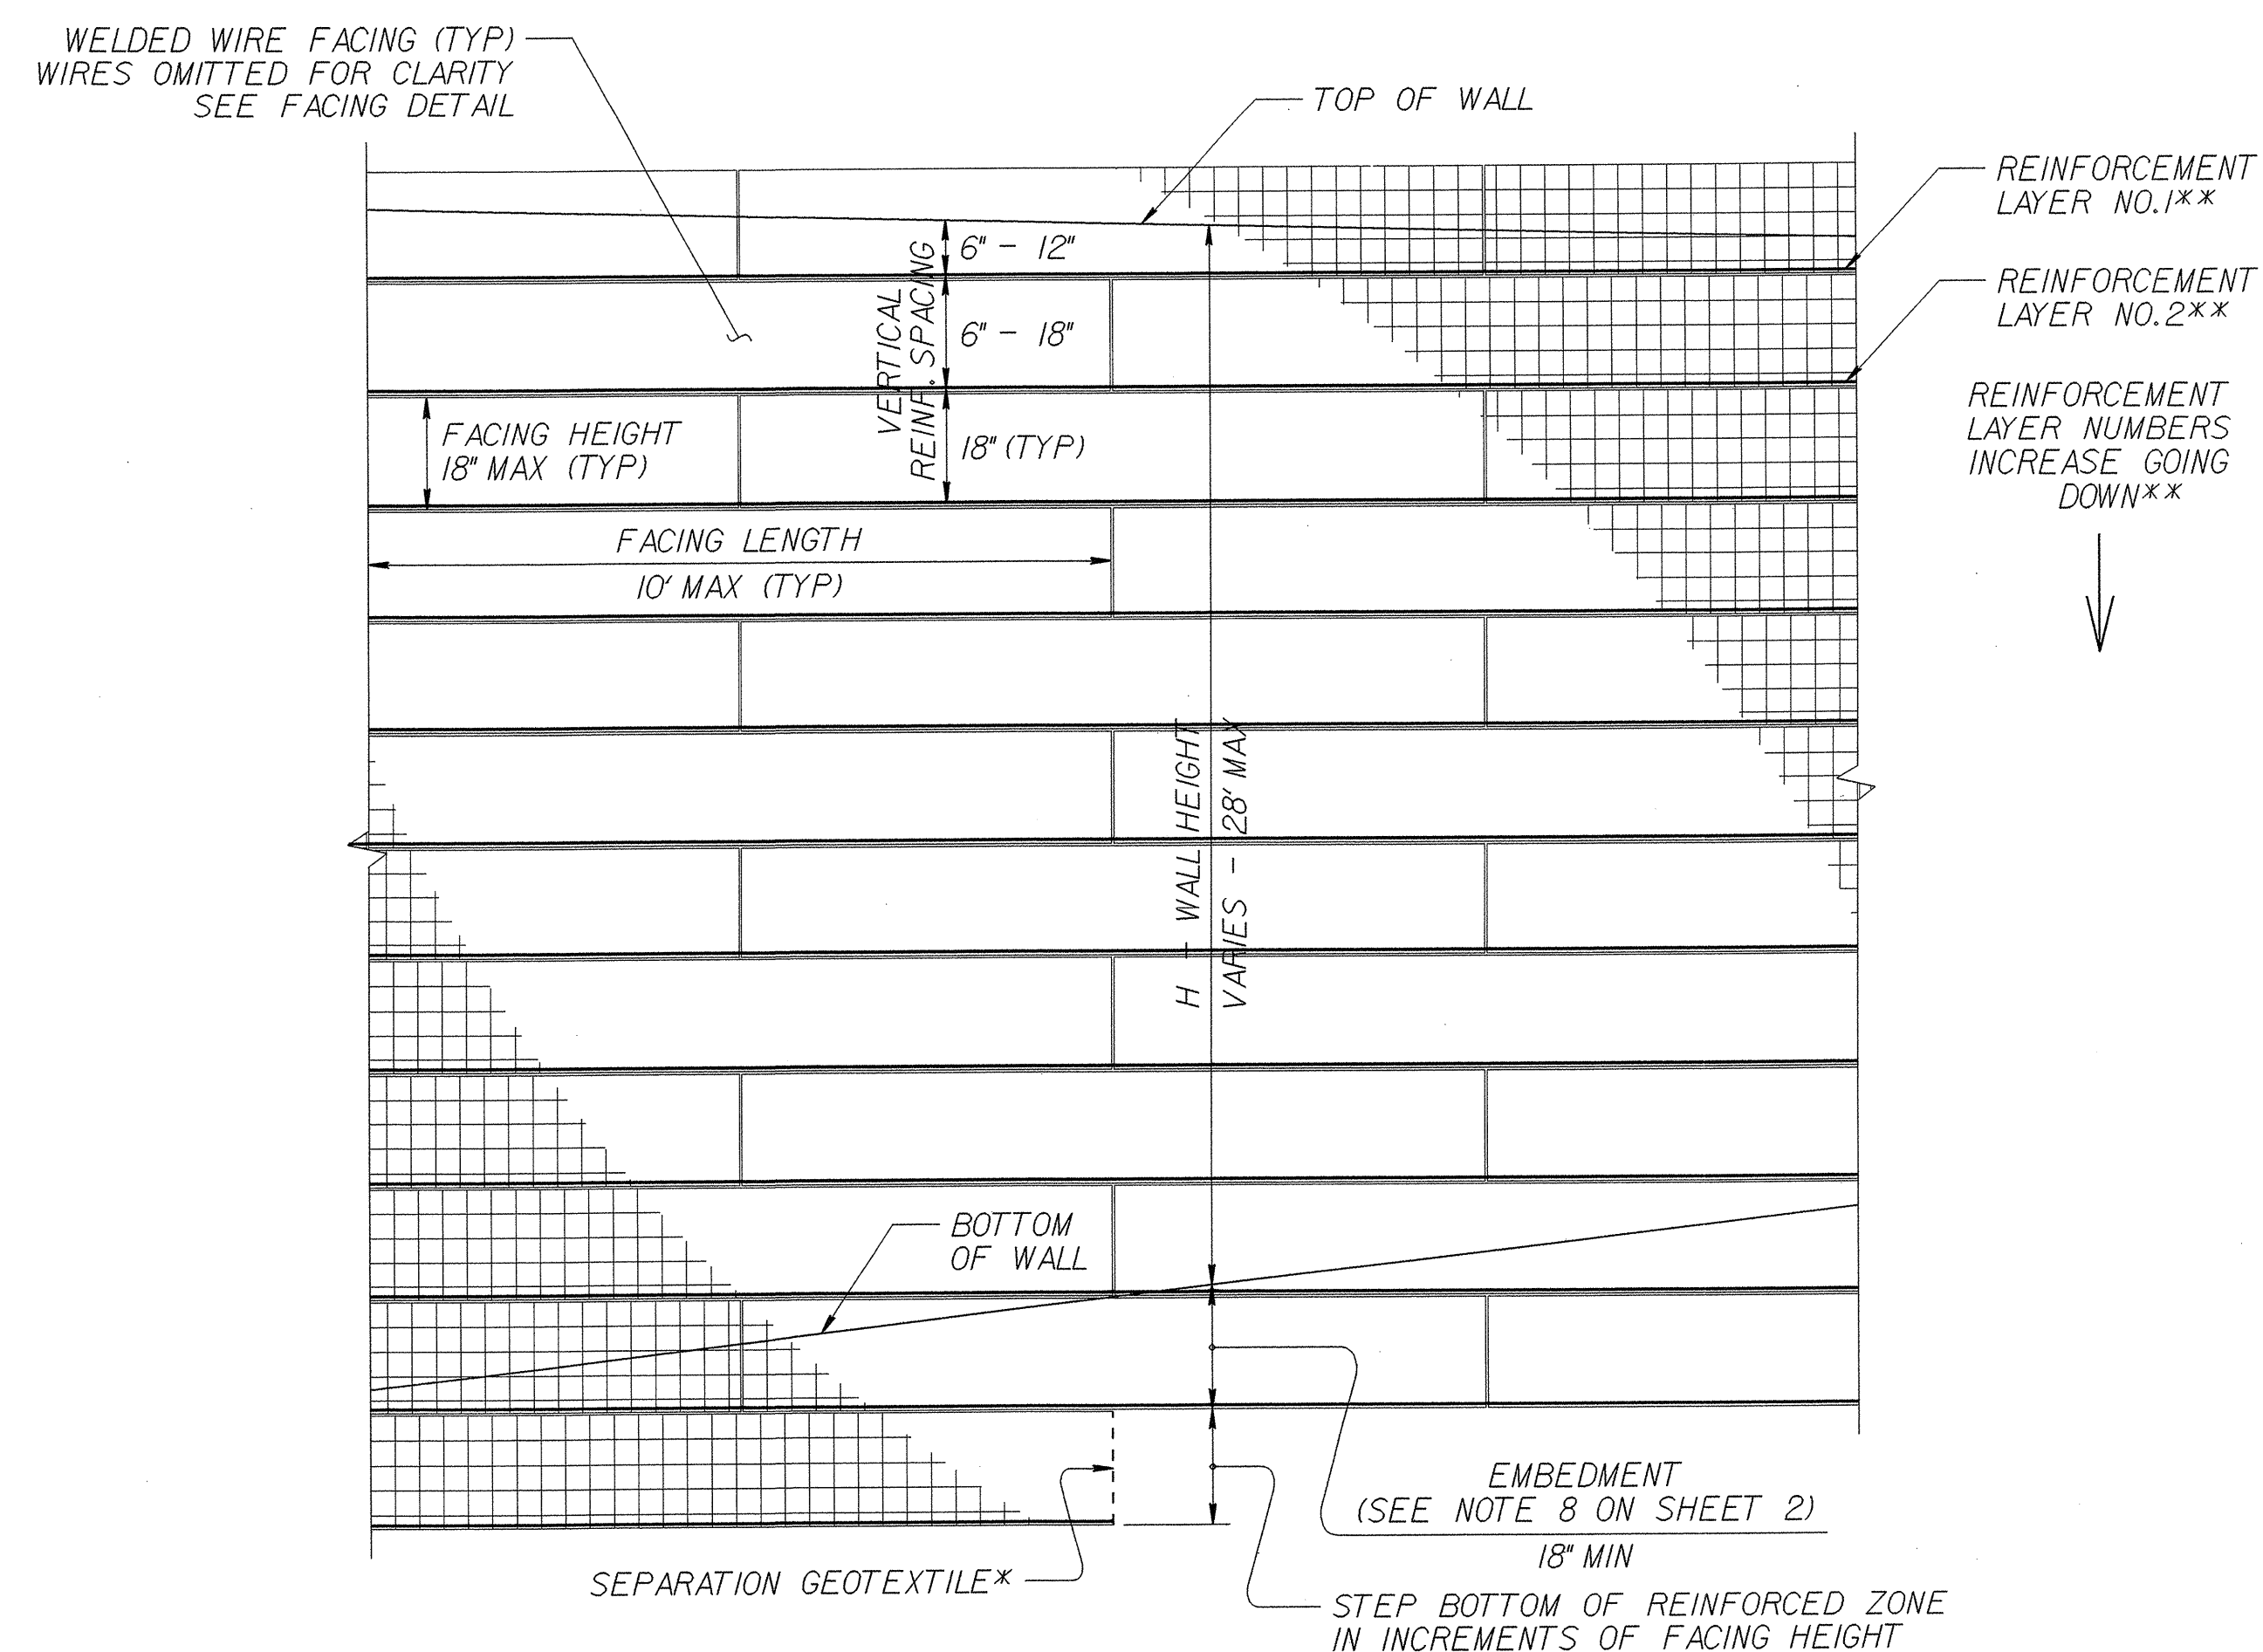 WELDED WIRE FACING (TYP)
WIRES OMITTED FOR CLARITY
SEE FACING DETAIL
TOP OF WALL
REINFORCEMENT
LAYER NO.1**
REINFORCEMENT
LAYER NO.2**
REINFORCEMENT
LAYER NUMBERS
INCREASE GOING
DOWN**
VERTICAL
REINF. SPACING
6" - 12"
6" - 18"
18" (TYP)
FACING HEIGHT
18" MAX (TYP)
FACING LENGTH
10' MAX (TYP)
H - WALL HEIGHT
VARIES - 28' MAX
BOTTOM
OF WALL
EMBEDMENT
(SEE NOTE 8 ON SHEET 2)
18" MIN
SEPARATION GEOTEXTILE*
STEP BOTTOM OF REINFORCED ZONE
IN INCREMENTS OF FACING HEIGHT